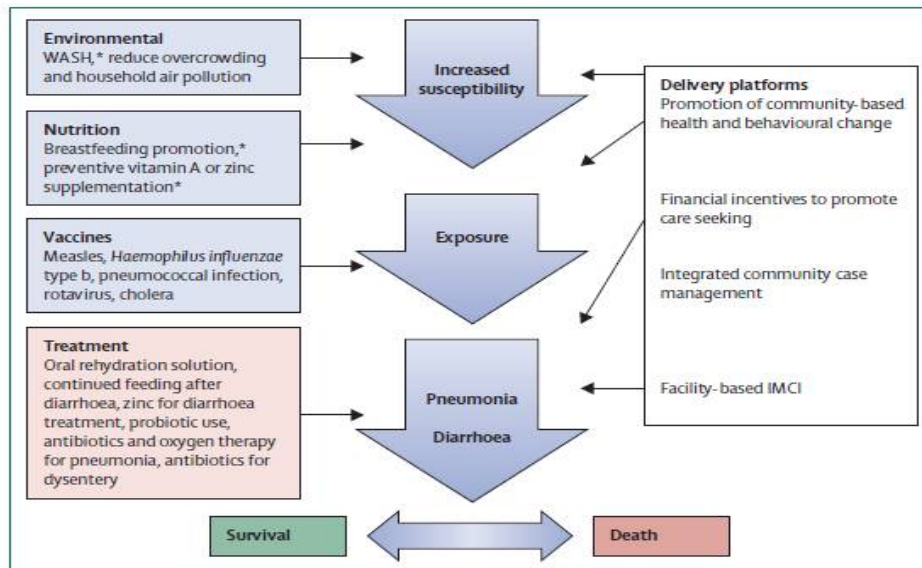 Environmental
WASH,* reduce overcrowding
and household air pollution
Nutrition
Breastfeeding promotion,*
preventive vitamin A or zinc
supplementation*
Vaccines
Measles, Haemophilus influenzae
type b, pneumococcal infection,
rotavirus, cholera
Treatment
Oral rehydration solution,
continued feeding after
diarrhoea, zinc for diarrhoea
treatment, probiotic use,
antibiotics and oxygen therapy
for pneumonia, antibiotics for
dysentery
Increased
susceptibility
Exposure
Pneumonia
Diarrhoea
Delivery platforms
Promotion of community-based
health and behavioural change
Financial incentives to promote
care seeking
Integrated community case
management
Facility-based IMCI
Survival
Death